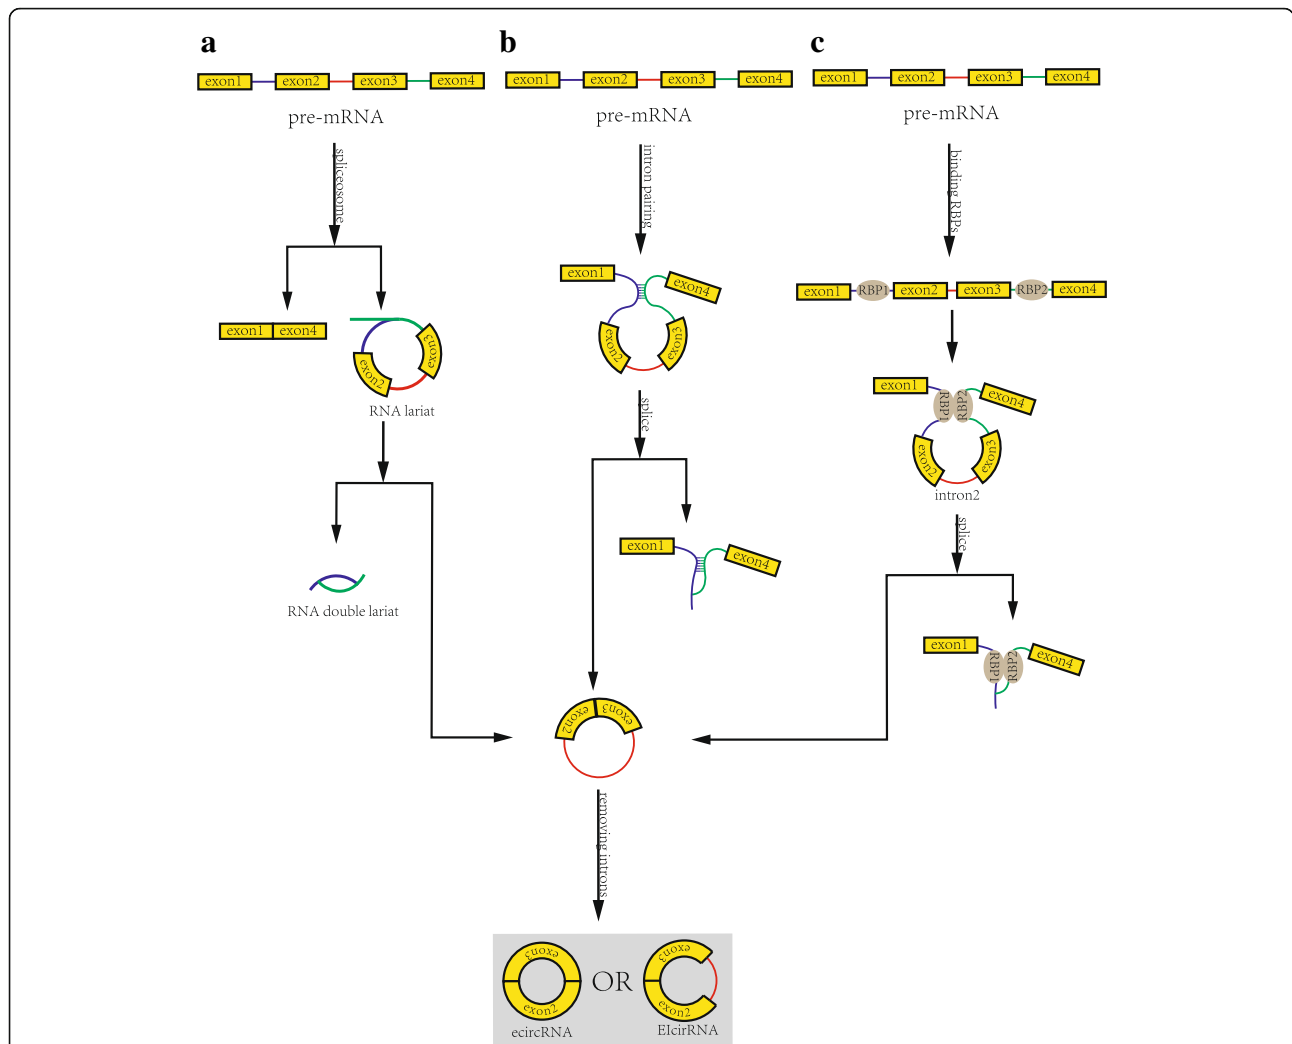 a
b
c
exon1 exon2 exon3 exon4
exon1 exon2 exon3 exon4
exon1 exon2 exon3 exon4
pre-mRNA
pre-mRNA
pre-mRNA
spliceosome
intron pairing
binding RBPs
exon1 exon4
exon2 exon3
RNA lariat
exon1 exon4
exon2 exon3
exon1 RBP1 exon2 exon3 RBP2 exon4
exon1 RBP1 RBP2 exon4
exon2 exon3
intron2
splice
splice
exon1 exon4
RNA double lariat
exon1 RBP1 RBP2 exon4
exon2 exon3
removing introns
exon3
exon2
ecircRNA
OR
exon3
exon2
EIcirRNA